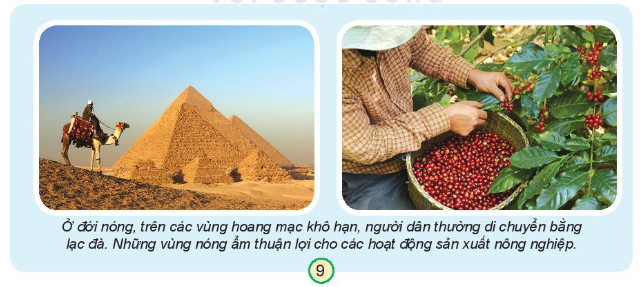 Ở đới nóng, trên các vùng hoang mạc khô hạn, người dân thường di chuyển bằng
lạc đà. Những vùng nóng ẩm thuận lợi cho các hoạt động sản xuất nông nghiệp.
9